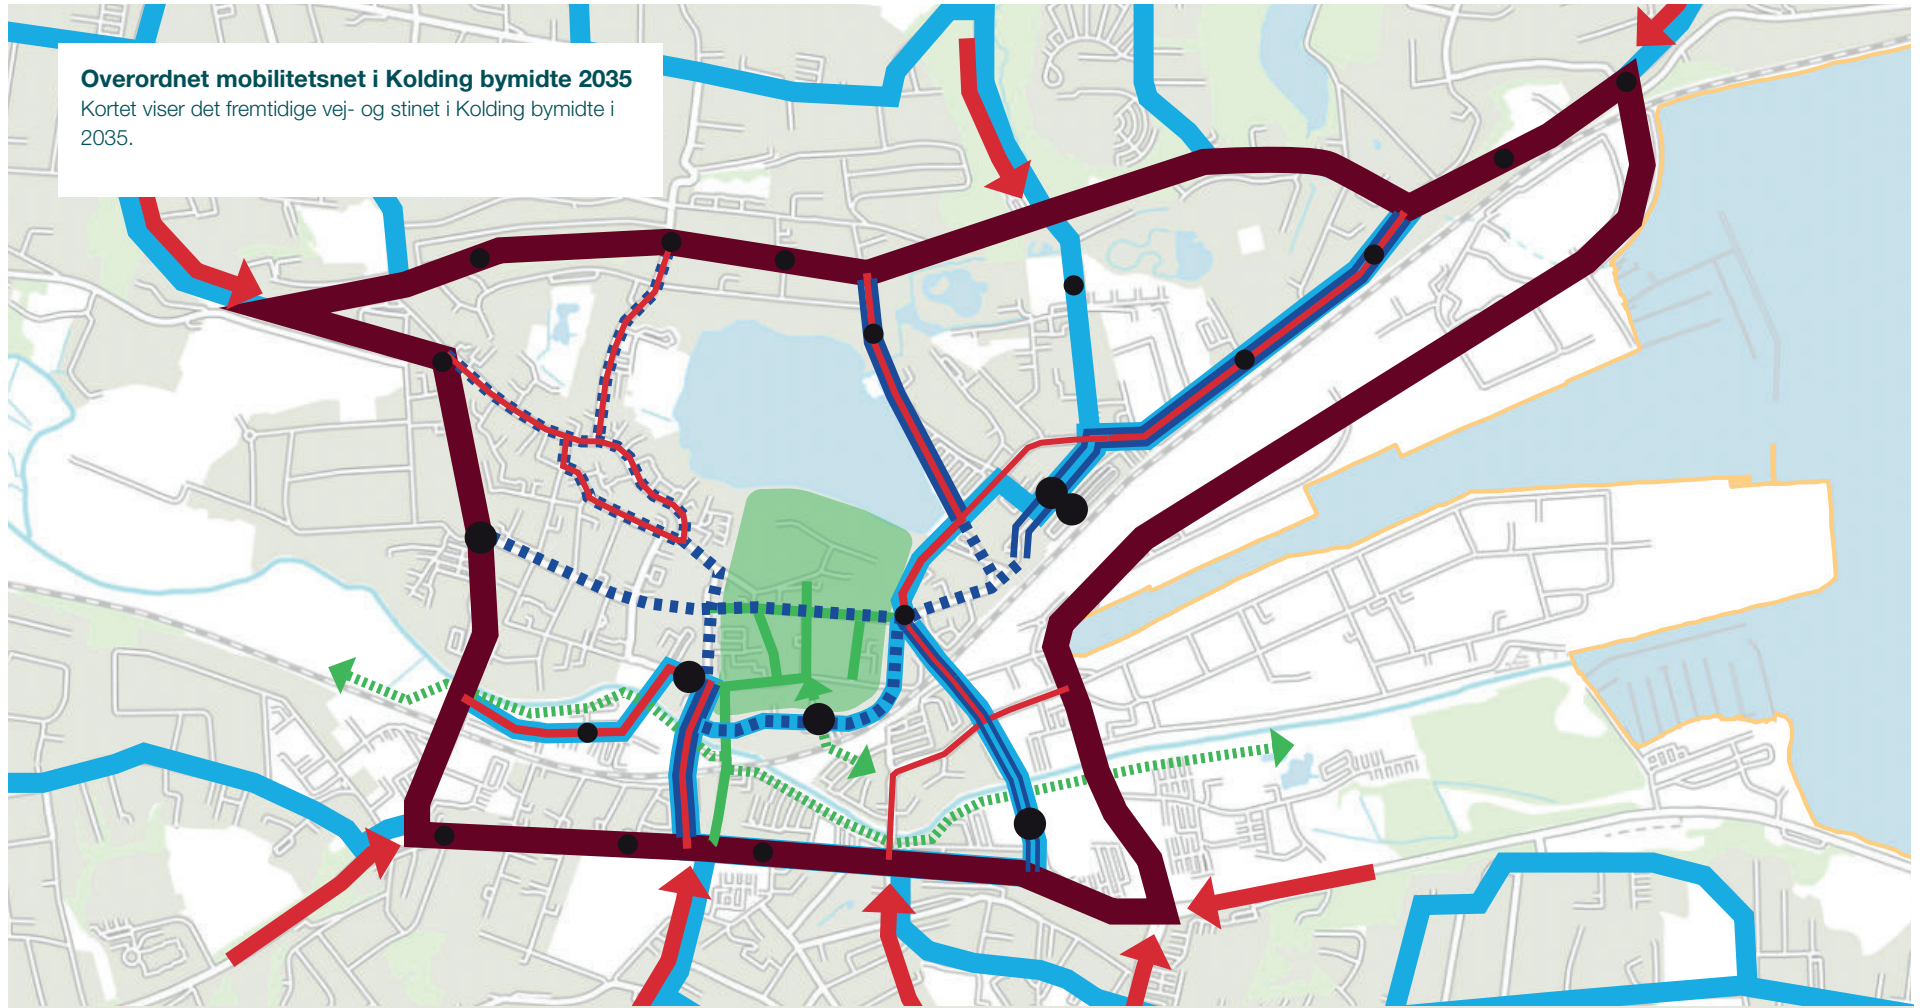 Overordnet mobilitetsnet i Kolding bymidte 2035
Kortet viser det fremtidige vej- og stinet i Kolding bymidte i
2035.